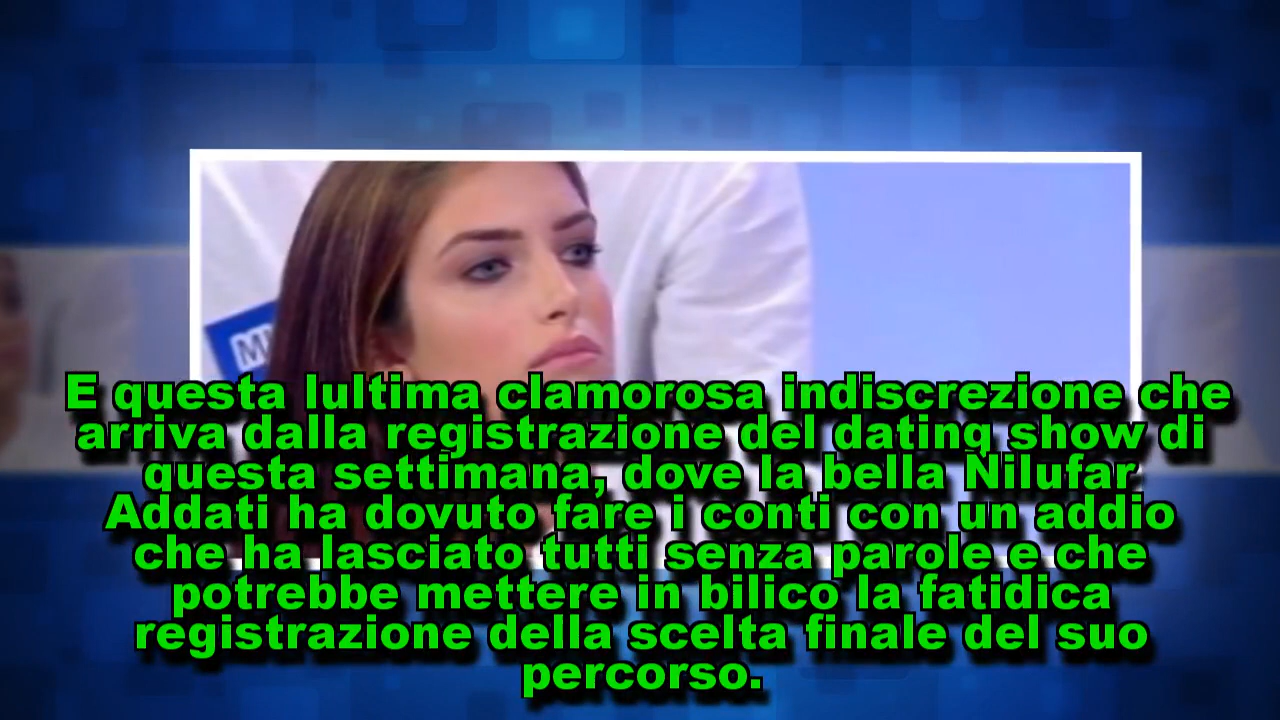 MI
E questa lultima clamorosa indiscrezione che
arriva dalla registrazione del dating show di
questa settimana, dove la bella Nilufar
Addati ha dovuto fare i conti con un addio
che ha lasciato tutti senza parole e che
potrebbe mettere in bilico la fatidica
registrazione della scelta finale del suo
percorso.